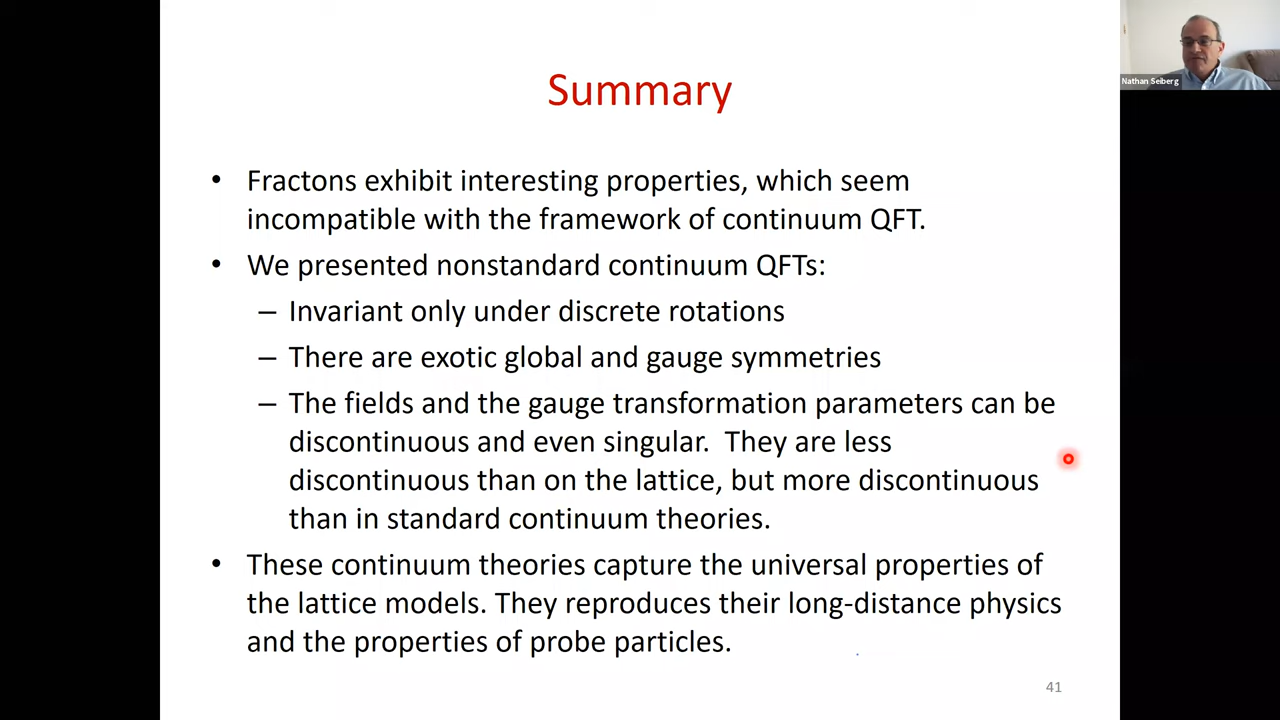 Summary
Nathan Seiberg
• Fractons exhibit interesting properties, which seem
incompatible with the framework of continuum QFT.
• We presented nonstandard continuum QFTs:
– Invariant only under discrete rotations
– There are exotic global and gauge symmetries
– The fields and the gauge transformation parameters can be
discontinuous and even singular.  They are less
discontinuous than on the lattice, but more discontinuous
than in standard continuum theories.
• These continuum theories capture the universal properties of
the lattice models. They reproduces their long-distance physics
and the properties of probe particles.
41